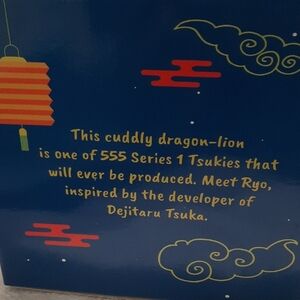 This cuddly dragon-lion
is one of 555 Series 1 Tsukies that
will ever be produced. Meet Ryo,
inspired by the developer of
Dejitaru Tsuka.